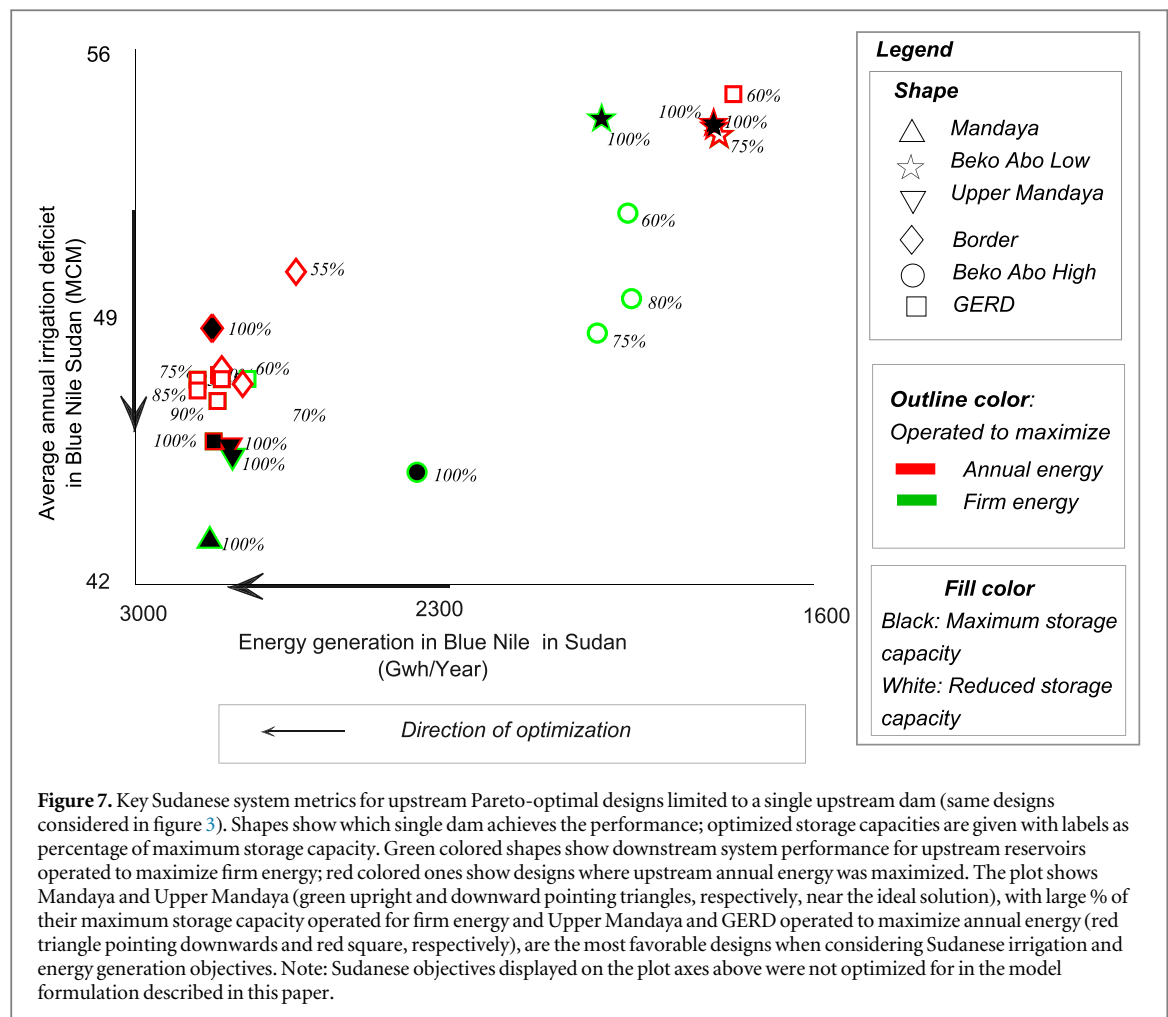 56
49
42
Average annual irrigation deficiet
in Blue Nile Sudan (MCM)
60%
100%
100%
100%
75%
60%
55%
80%
100%
75%
75%
60%
85%
90%
70%
100%
100%
100%
100%
100%
3000
2300
1600
Energy generation in Blue Nile in Sudan
(Gwh/Year)
Direction of optimization
Legend
Shape
Mandaya
Beko Abo Low
Upper Mandaya
Border
Beko Abo High
GERD
Outline color:
Operated to maximize
Annual energy
Firm energy
Fill color
Black: Maximum storage
capacity
White: Reduced storage
capacity
Figure 7. Key Sudanese system metrics for upstream Pareto-optimal designs limited to a single upstream dam (same designs
considered in figure 3). Shapes show which single dam achieves the performance; optimized storage capacities are given with labels as
percentage of maximum storage capacity. Green colored shapes show downstream system performance for upstream reservoirs
operated to maximize firm energy; red colored ones show designs where upstream annual energy was maximized. The plot shows
Mandaya and Upper Mandaya (green upright and downward pointing triangles, respectively, near the ideal solution), with large % of
their maximum storage capacity operated for firm energy and Upper Mandaya and GERD operated to maximize annual energy (red
triangle pointing downwards and red square, respectively), are the most favorable designs when considering Sudanese irrigation and
energy generation objectives. Note: Sudanese objectives displayed on the plot axes above were not optimized for in the model
formulation described in this paper.